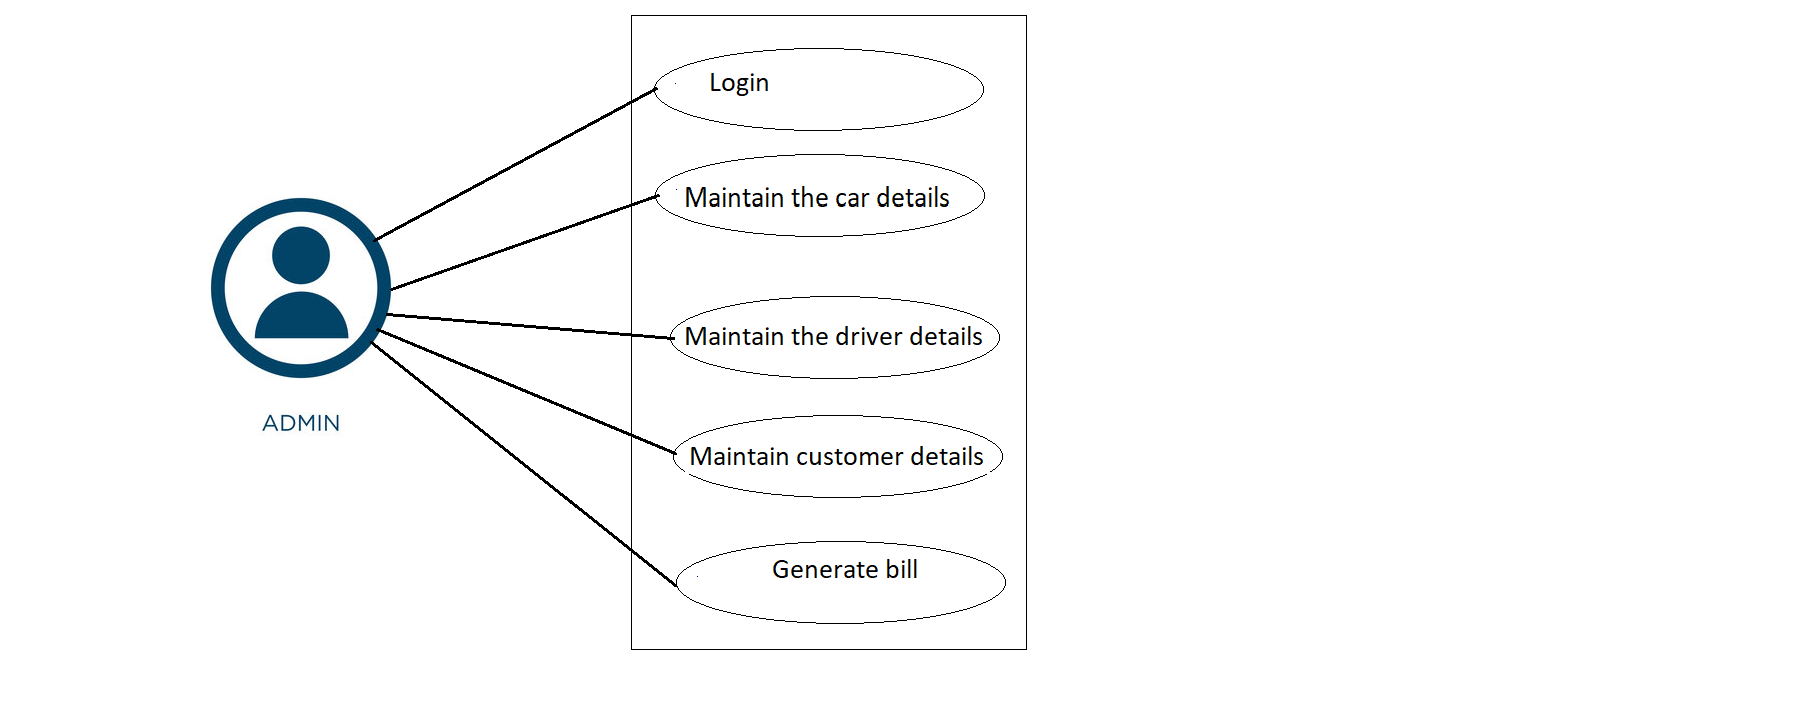 Login
Maintain the car details
Maintain the driver details
ADMIN
Maintain customer details
Generate bill